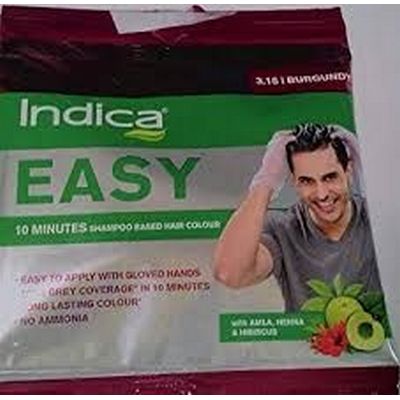 3.16 | BURGUNDY
Indica®
EASY
10 MINUTES SHAMPOO BASED HAIR COLOUR
EASY TO APPLY WITH GLOVED HANDS
GREY COVERAGE* IN 10 MINUTES
LONG LASTING COLOUR*
NO AMMONIA
with AMLA, HENNA
& HIBISCUS